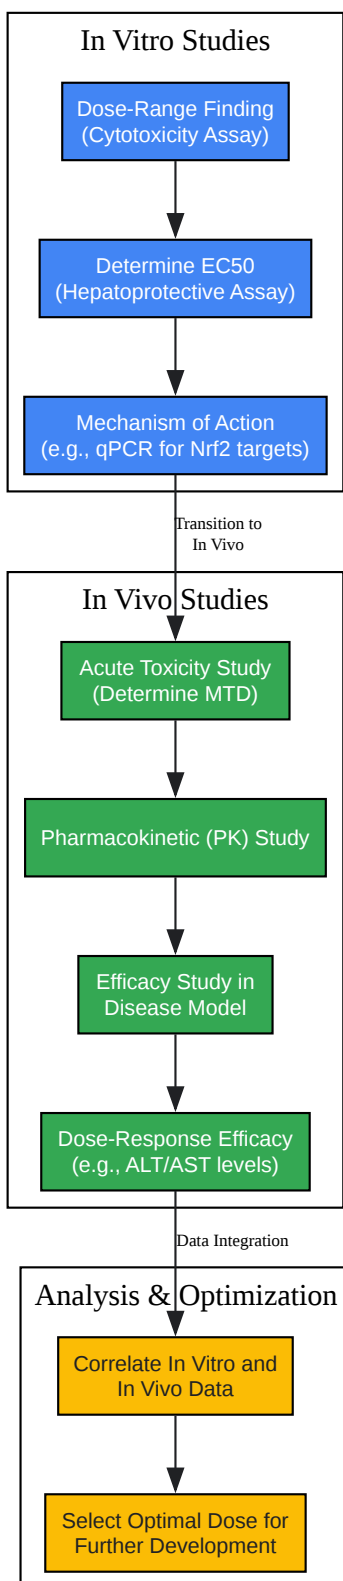 In Vitro Studies
Dose-Range Finding
(Cytotoxicity Assay)
Determine EC50
(Hepatoprotective Assay)
Mechanism of Action
(e.g., qPCR for Nrf2 targets)
Transition to
In Vivo
In Vivo Studies
Acute Toxicity Study
(Determine MTD)
Pharmacokinetic (PK) Study
Efficacy Study in
Disease Model
Dose-Response Efficacy
(e.g., ALT/AST levels)
Data Integration
Analysis & Optimization
Correlate In Vitro and
In Vivo Data
Select Optimal Dose for
Further Development